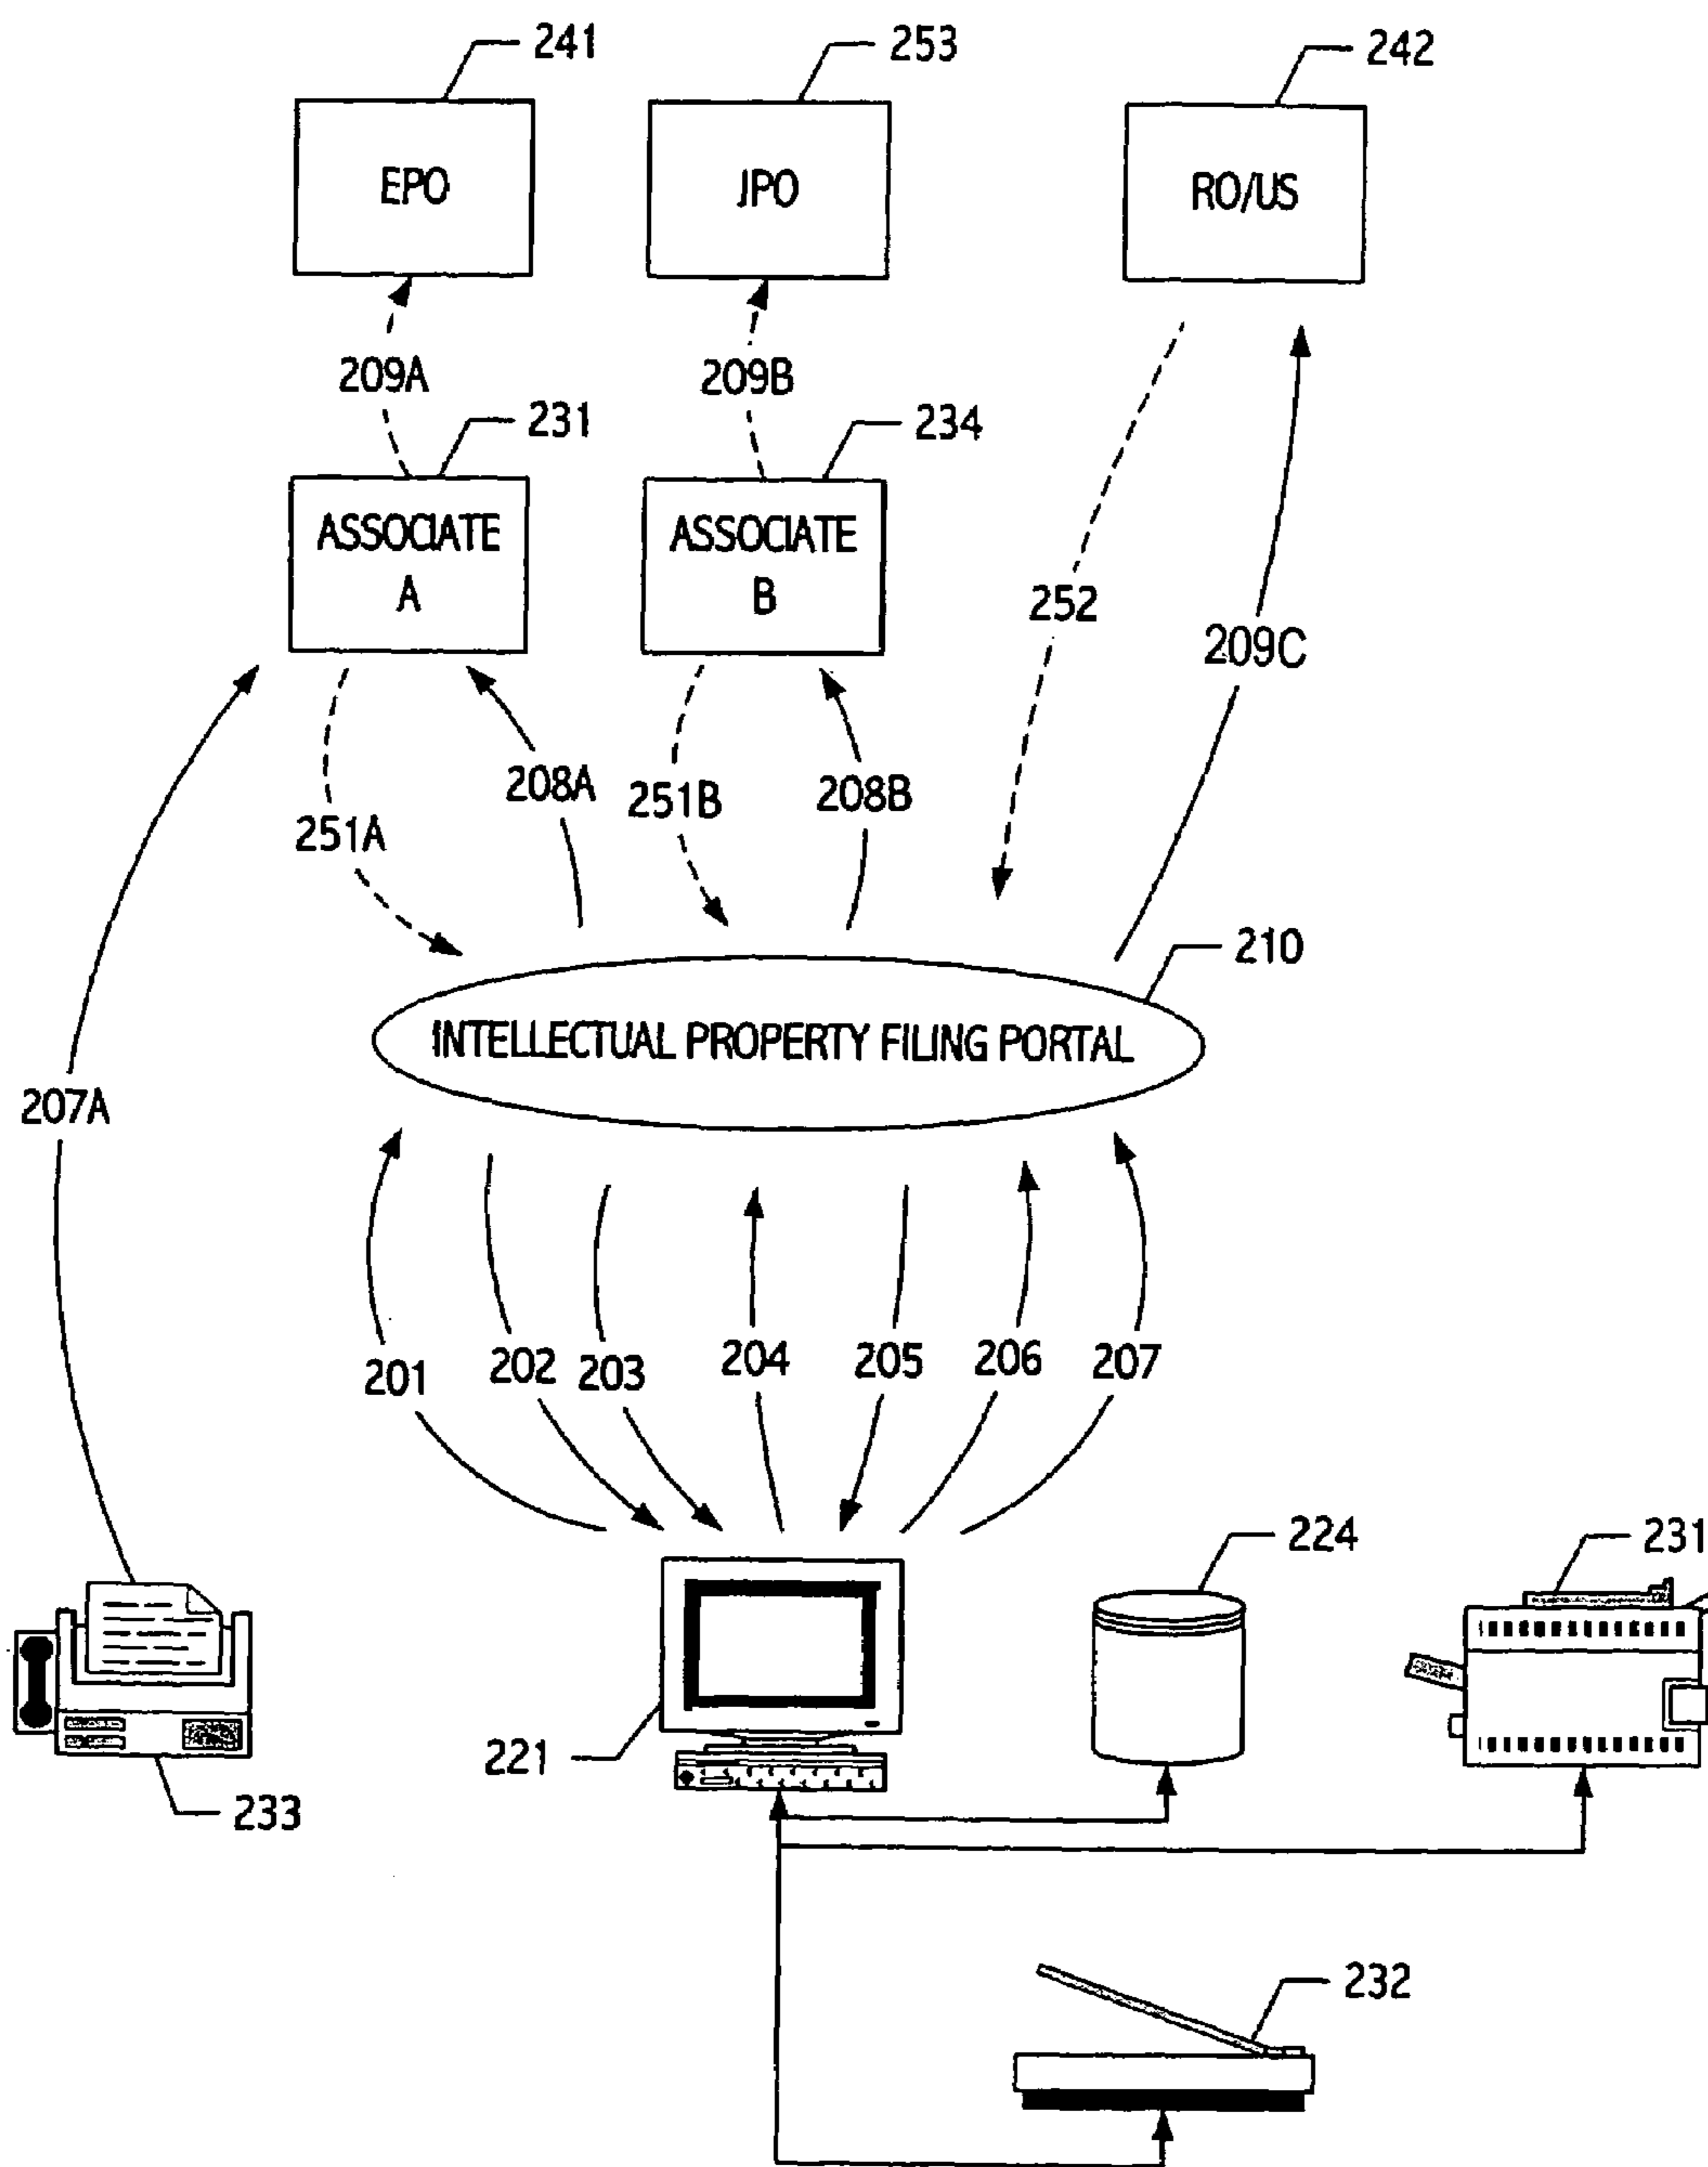 241
253
242
EPO
JPO
RO/US
209A
209B
231
234
ASSOCIATE
A
ASSOCIATE
B
252
209C
208A
251B
208B
251A
210
INTELLECTUAL PROPERTY FILING PORTAL
207A
201
202
203
204
205
206
207
224
231
221
233
232